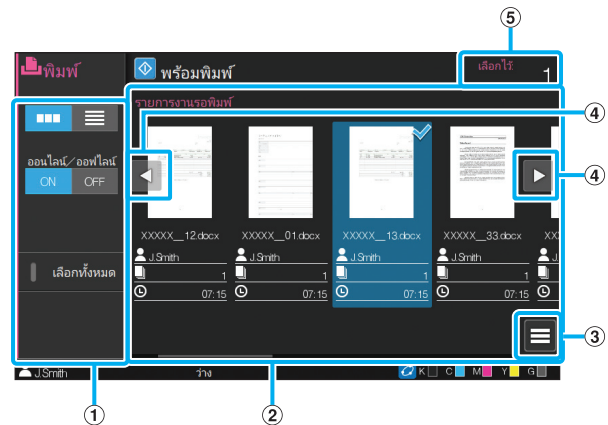 ⑤
พิมพ์
พร้อมพิมพ์
เลือกไว้:
1
รายการงานรอพิมพ์
④
ออนไลน์/ออฟไลน์
ON OFF
④
XXXXX__12.docx XXXXX__01.docx XXXXX__13.docx XXXXX__33.docx XX
J.Smith J.Smith J.Smith J.Smith J
เลือกทั้งหมด
1 1 1 1
07:15 07:15 07:15 07:15
③
J.Smith ว่าง K C M Y G
① ②